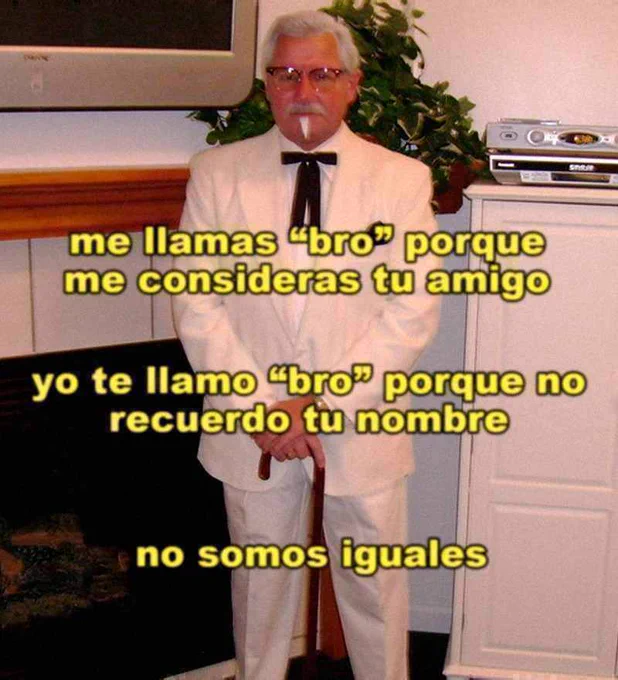 me llamas “bro” porque
me consideras tu amigo
yo te llamo “bro” porque no
recuerdo tu nombre
no somos iguales